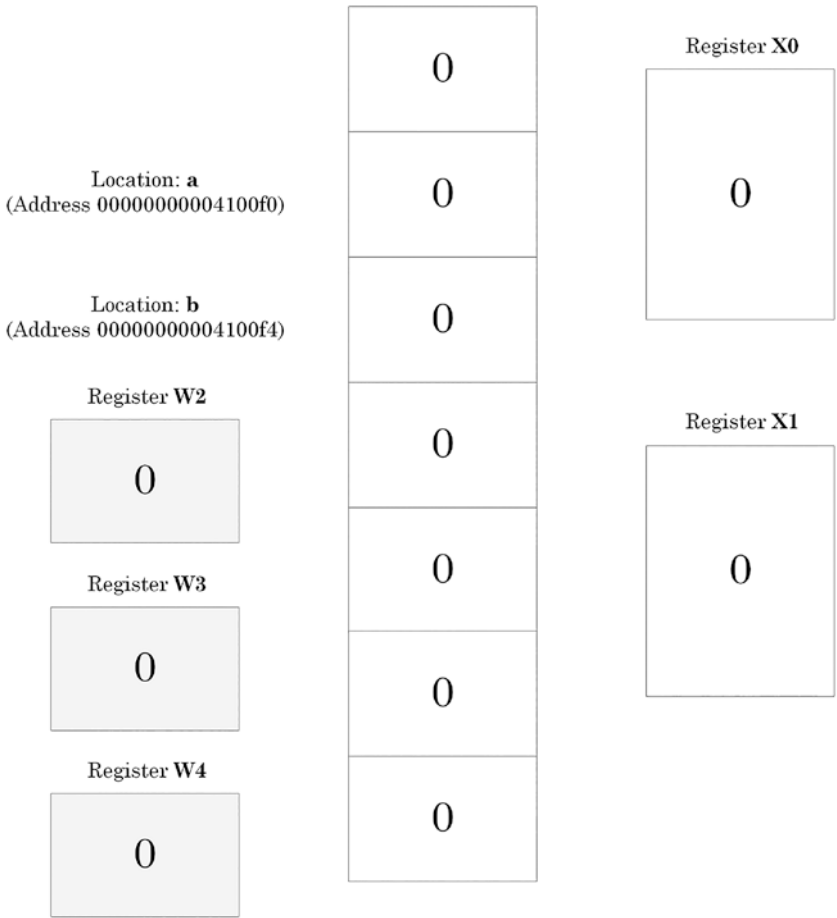 0
Register X0
0
Location: a
(Address 00000000004100f0)
0
Location: b
(Address 00000000004100f4)
0
Register W2
0
0
Register X1
0
Register W3
0
0
0
Register W4
0
0